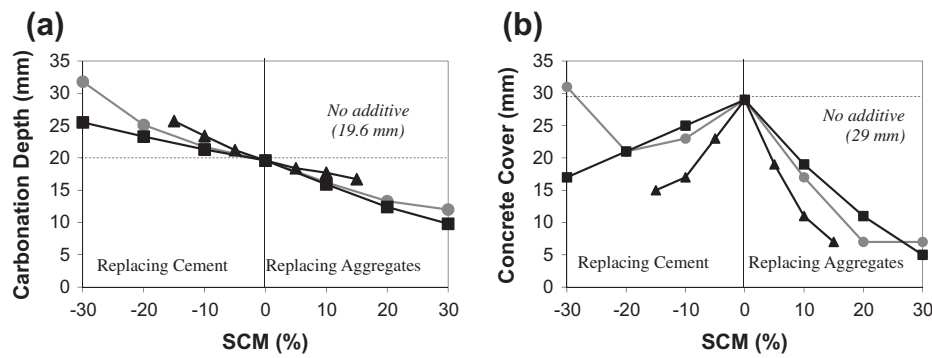 (a)
Carbonation Depth (mm)
35
30
25
20
15
10
5
0
No additive
(19.6 mm)
Replacing Cement
Replacing Aggregates
-30
-20
-10
0
10
20
30
SCM (%)
(b)
Concrete Cover (mm)
35
30
25
20
15
10
5
0
No additive
(29 mm)
Replacing Cement
Replacing Aggregates
-30
-20
-10
0
10
20
30
SCM (%)